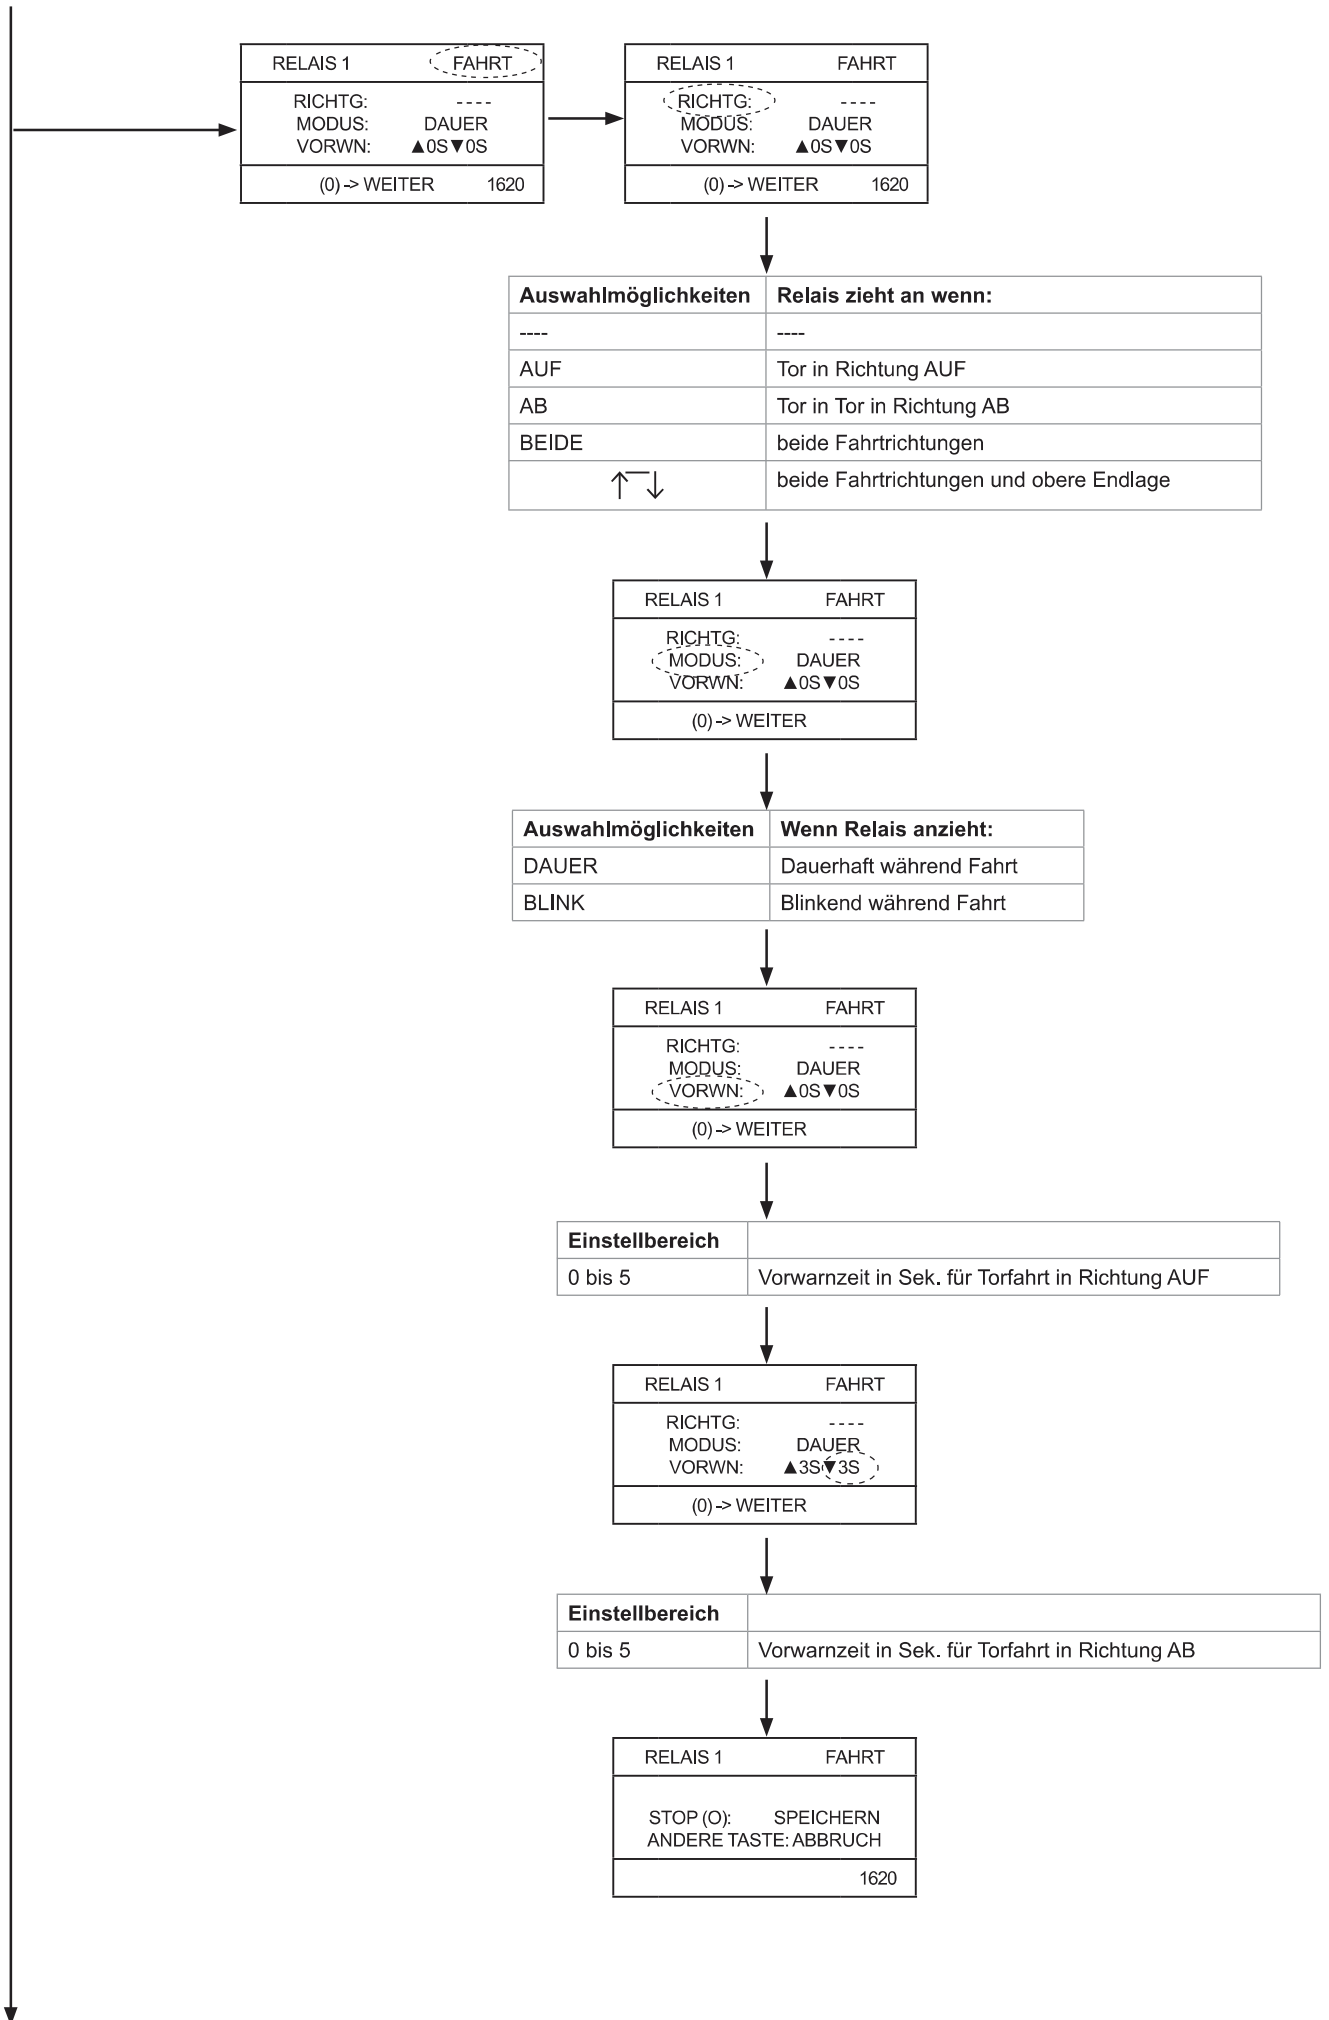 RELAIS 1 FAHRT
RICHTG: ----
MODUS: DAUER
VORWN: ▲0S▼0S
(0) -> WEITER 1620
RELAIS 1 FAHRT
RICHTG: ----
MODUS: DAUER
VORWN: ▲0S▼0S
(0) -> WEITER 1620
Auswahlmöglichkeiten Relais zieht an wenn:
---- ----
AUF Tor in Richtung AUF
AB Tor in Tor in Richtung AB
BEIDE beide Fahrtrichtungen
beide Fahrtrichtungen und obere Endlage
RELAIS 1 FAHRT
RICHTG: ----
MODUS: DAUER
VORWN: ▲0S▼0S
(0) -> WEITER
Auswahlmöglichkeiten Wenn Relais anzieht:
DAUER Dauerhaft während Fahrt
BLINK Blinkend während Fahrt
RELAIS 1 FAHRT
RICHTG: ----
MODUS: DAUER
VORWN: ▲0S▼0S
(0) -> WEITER
Einstellbereich
0 bis 5 Vorwarnzeit in Sek. für Torfahrt in Richtung AUF
RELAIS 1 FAHRT
RICHTG: ----
MODUS: DAUER
VORWN: ▲3S▼3S
(0) -> WEITER
Einstellbereich
0 bis 5 Vorwarnzeit in Sek. für Torfahrt in Richtung AB
RELAIS 1 FAHRT
STOP (O): SPEICHERN
ANDERE TASTE: ABBRUCH
1620